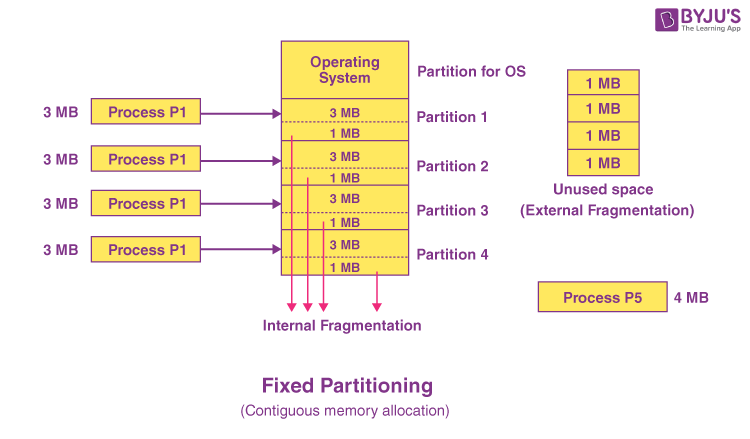 BYJU'S
The Learning App
Operating
System
Partition for OS
3 MB
Process P1
3 MB
1 MB
Partition 1
3 MB
Process P1
3 MB
1 MB
Partition 2
3 MB
Process P1
3 MB
1 MB
Partition 3
3 MB
Process P1
3 MB
1 MB
Partition 4
Internal Fragmentation
1 MB
1 MB
1 MB
1 MB
Unused space
(External Fragmentation)
Process P5
4 MB
Fixed Partitioning
(Contiguous memory allocation)